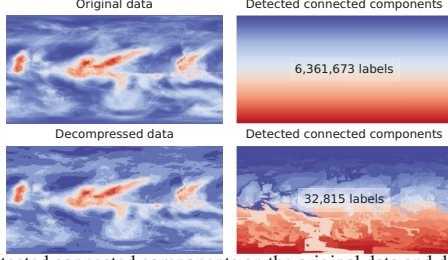 Original data
Detected connected components
6,361,673 labels
Decompressed data
Detected connected components
32,815 labels